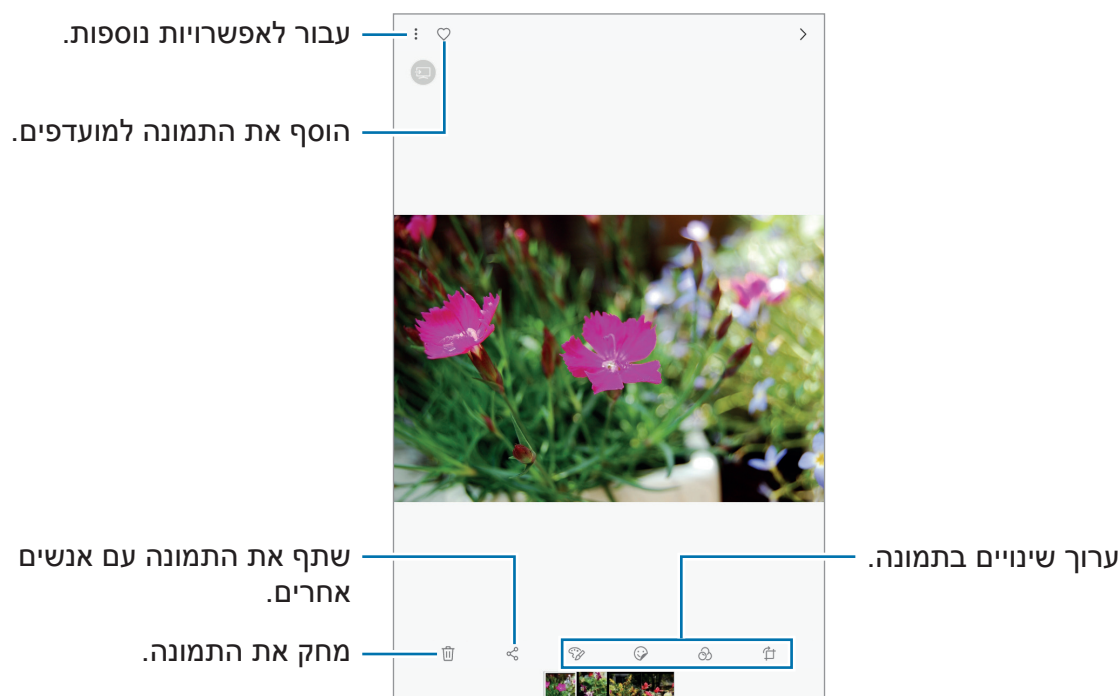 עבור לאפשרויות נוספות.
הוסף את התמונה למועדפים.
שתף את התמונה עם אנשים
אחרים.
ערוך שינויים בתמונה.
מחק את התמונה.